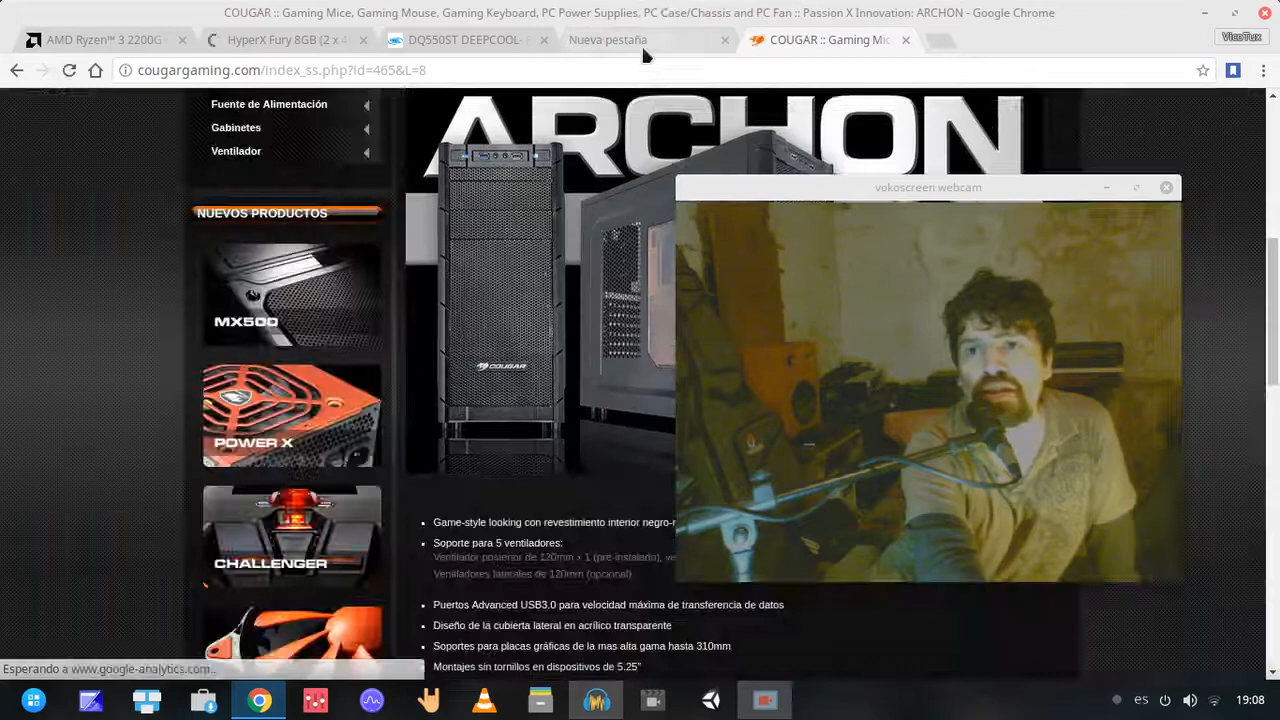 COUGAR :: Gaming Mice, Gaming Mouse, Gaming Keyboard, PC Power Supplies, PC Case/Chassis and PC Fan :: Passion X Innovation: ARCHON - Google Chrome
AMD Ryzen™ 3 2200G
HyperX Fury 8GB (2 x 4
DQ550ST DEEPCOOL-
Nueva pestaña
COUGAR :: Gaming Mic
VicoTux
cougargaming.com/index_ss.php?id=465&L=8
Fuente de Alimentación
Gabinetes
Ventilador
NUEVOS PRODUCTOS
MX500
POWER X
CHALLENGER
ARCHON
COUGAR
vokoscreen webcam
Game-style looking con revestimiento interior negro-
Soporte para 5 ventiladores:
Ventilador posterior de 120mm × 1 (pre-instalado), ve
Ventiladores laterales de 120mm (opcional)
Puertos Advanced USB3.0 para velocidad máxima de transferencia de datos
Diseño de la cubierta lateral en acrílico transparente
Soportes para placas gráficas de la mas alta gama hasta 310mm
Montajes sin tornillos en dispositivos de 5.25"
Esperando a www.google-analytics.com...
es
19:08